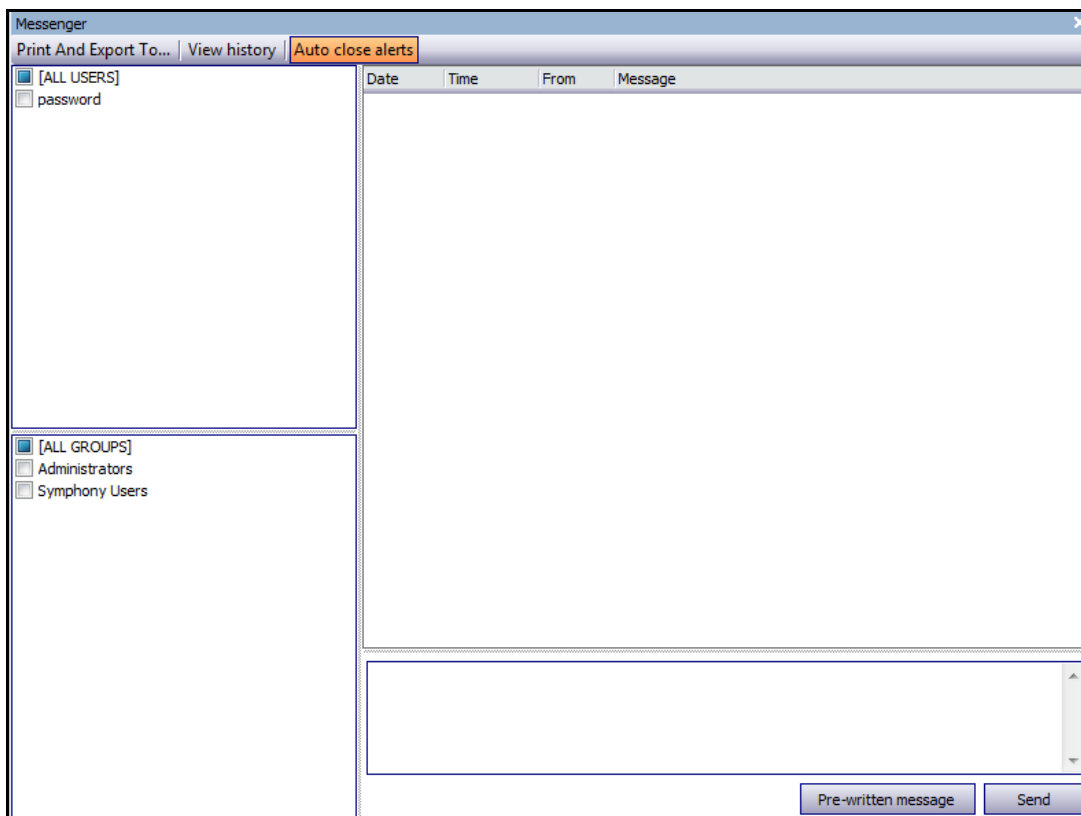 Messenger
Print And Export To... View history Auto close alerts
[ALL USERS]
password
Date Time From Message
[ALL GROUPS]
Administrators
Symphony Users
Pre-written message Send